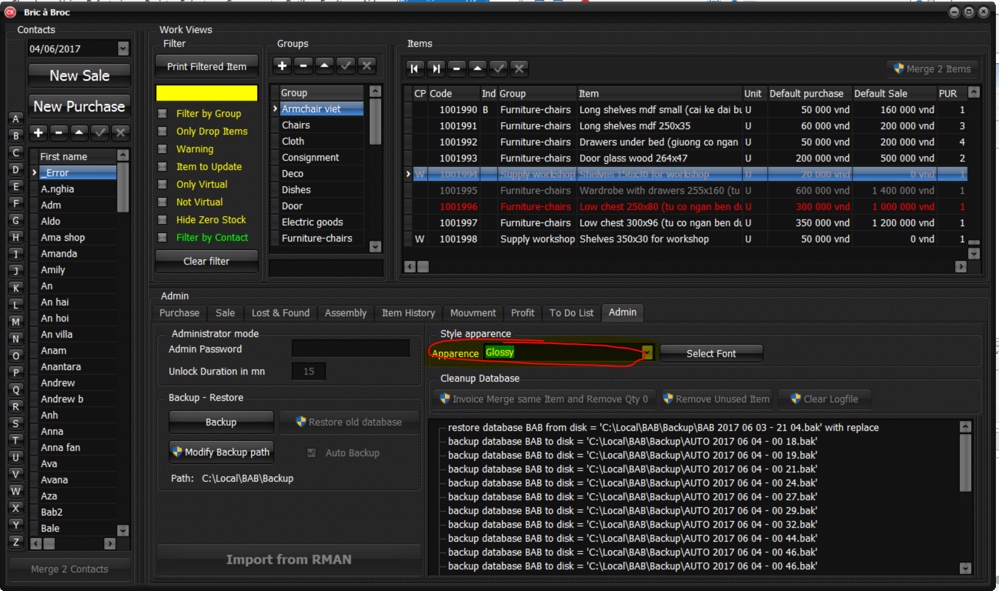 Bric à Broc
Contacts
04/06/2017
New Sale
New Purchase
A
B
C
D
E
F
G
H
I
J
K
L
M
N
O
P
Q
R
S
T
U
V
W
X
Y
Z
First name
_Error
A.nghia
Adm
Aldo
Ama shop
Amanda
Amily
An
An hai
An hoi
An villa
Anam
Anantara
Andrew
Andrew b
Anh
Anna
Anna fan
Ava
Avana
Aza
Bab2
Bale
Merge 2 Contacts
Work Views
Filter
Print Filtered Item
Filter by Group
Only Drop Items
Warning
Item to Update
Only Virtual
Not Virtual
Hide Zero Stock
Filter by Contact
Clear filter
Groups
Group
Armchair viet
Chairs
Cloth
Consignment
Deco
Dishes
Door
Electric goods
Furniture-chairs
Items
Merge 2 Items
CP Code Ind Group Item Unit Default purchase Default Sale PUR
1001990 B Furniture-chairs Long shelves mdf small (cai ke dai bu U 50 000 vnd 160 000 vnd 1
1001991 Furniture-chairs Long shelves mdf 250x35 U 60 000 vnd 200 000 vnd 3
1001992 Furniture-chairs Drawers under bed (giuong co ngan U 50 000 vnd 200 000 vnd 4
1001993 Furniture-chairs Door glass wood 264x47 U 200 000 vnd 500 000 vnd 2
W 1001994 Supply workshop Shelves 156x30 for workshop U 20 000 vnd 0 vnd 1
1001995 Furniture-chairs Wardrobe with drawers 255x160 (tu U 600 000 vnd 1 400 000 vnd 1
1001996 Furniture-chairs Low chest 250x80 (tu co ngan ben du U 300 000 vnd 1 000 000 vnd 1
1001997 Furniture-chairs Low chest 300x96 (tu co ngan ben du U 350 000 vnd 1 200 000 vnd 1
W 1001998 Supply workshop Shelves 350x30 for workshop U 50 000 vnd 0 vnd 1
Admin
Purchase Sale Lost & Found Assembly Item History Mouvment Profit To Do List Admin
Administrator mode
Admin Password
Unlock Duration in mn 15
Backup - Restore
Backup Restore old database
Modify Backup path Auto Backup
Path: C:\Local\BAB\Backup
Import from RMAN
Style apparence
Apparence Glossy Select Font
Cleanup Database
Invoice Merge same Item and Remove Qty 0 Remove Unused Item Clear Logfile
restore database BAB from disk = 'C:\Local\BAB\Backup\BAB 2017 06 03 - 21 04.bak' with replace
backup database BAB to disk = 'C:\Local\BAB\Backup\AUTO 2017 06 04 - 00 18.bak'
backup database BAB to disk = 'C:\Local\BAB\Backup\AUTO 2017 06 04 - 00 19.bak'
backup database BAB to disk = 'C:\Local\BAB\Backup\AUTO 2017 06 04 - 00 21.bak'
backup database BAB to disk = 'C:\Local\BAB\Backup\AUTO 2017 06 04 - 00 24.bak'
backup database BAB to disk = 'C:\Local\BAB\Backup\AUTO 2017 06 04 - 00 27.bak'
backup database BAB to disk = 'C:\Local\BAB\Backup\AUTO 2017 06 04 - 00 29.bak'
backup database BAB to disk = 'C:\Local\BAB\Backup\AUTO 2017 06 04 - 00 32.bak'
backup database BAB to disk = 'C:\Local\BAB\Backup\AUTO 2017 06 04 - 00 44.bak'
backup database BAB to disk = 'C:\Local\BAB\Backup\AUTO 2017 06 04 - 00 46.bak'
backup database BAB to disk = 'C:\Local\BAB\Backup\AUTO 2017 06 04 - 00 46.bak'